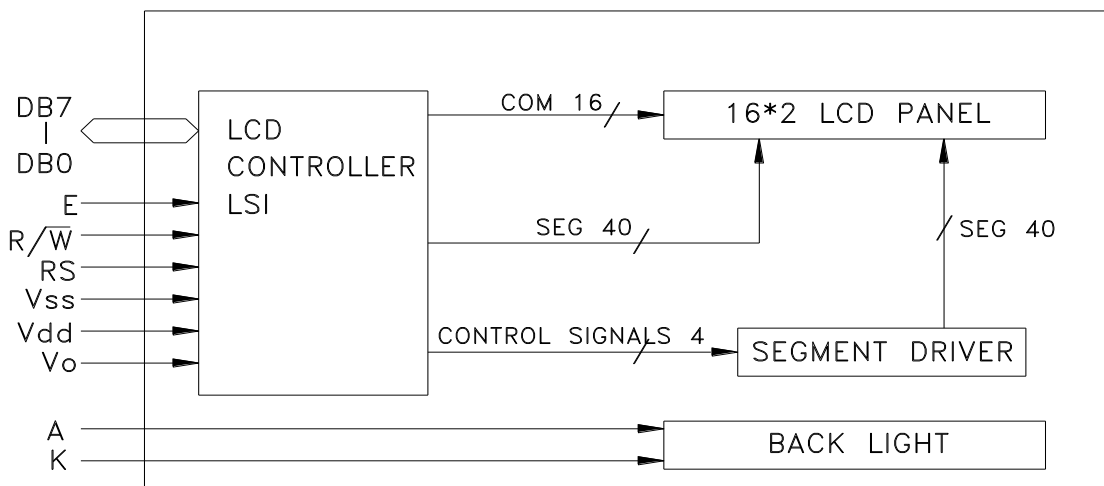 DB7
DB0
E
R/W̅
RS
Vss
Vdd
Vo
A
K
LCD
CONTROLLER
LSI
COM 16
16*2 LCD PANEL
SEG 40
SEG 40
CONTROL SIGNALS 4
SEGMENT DRIVER
BACK LIGHT